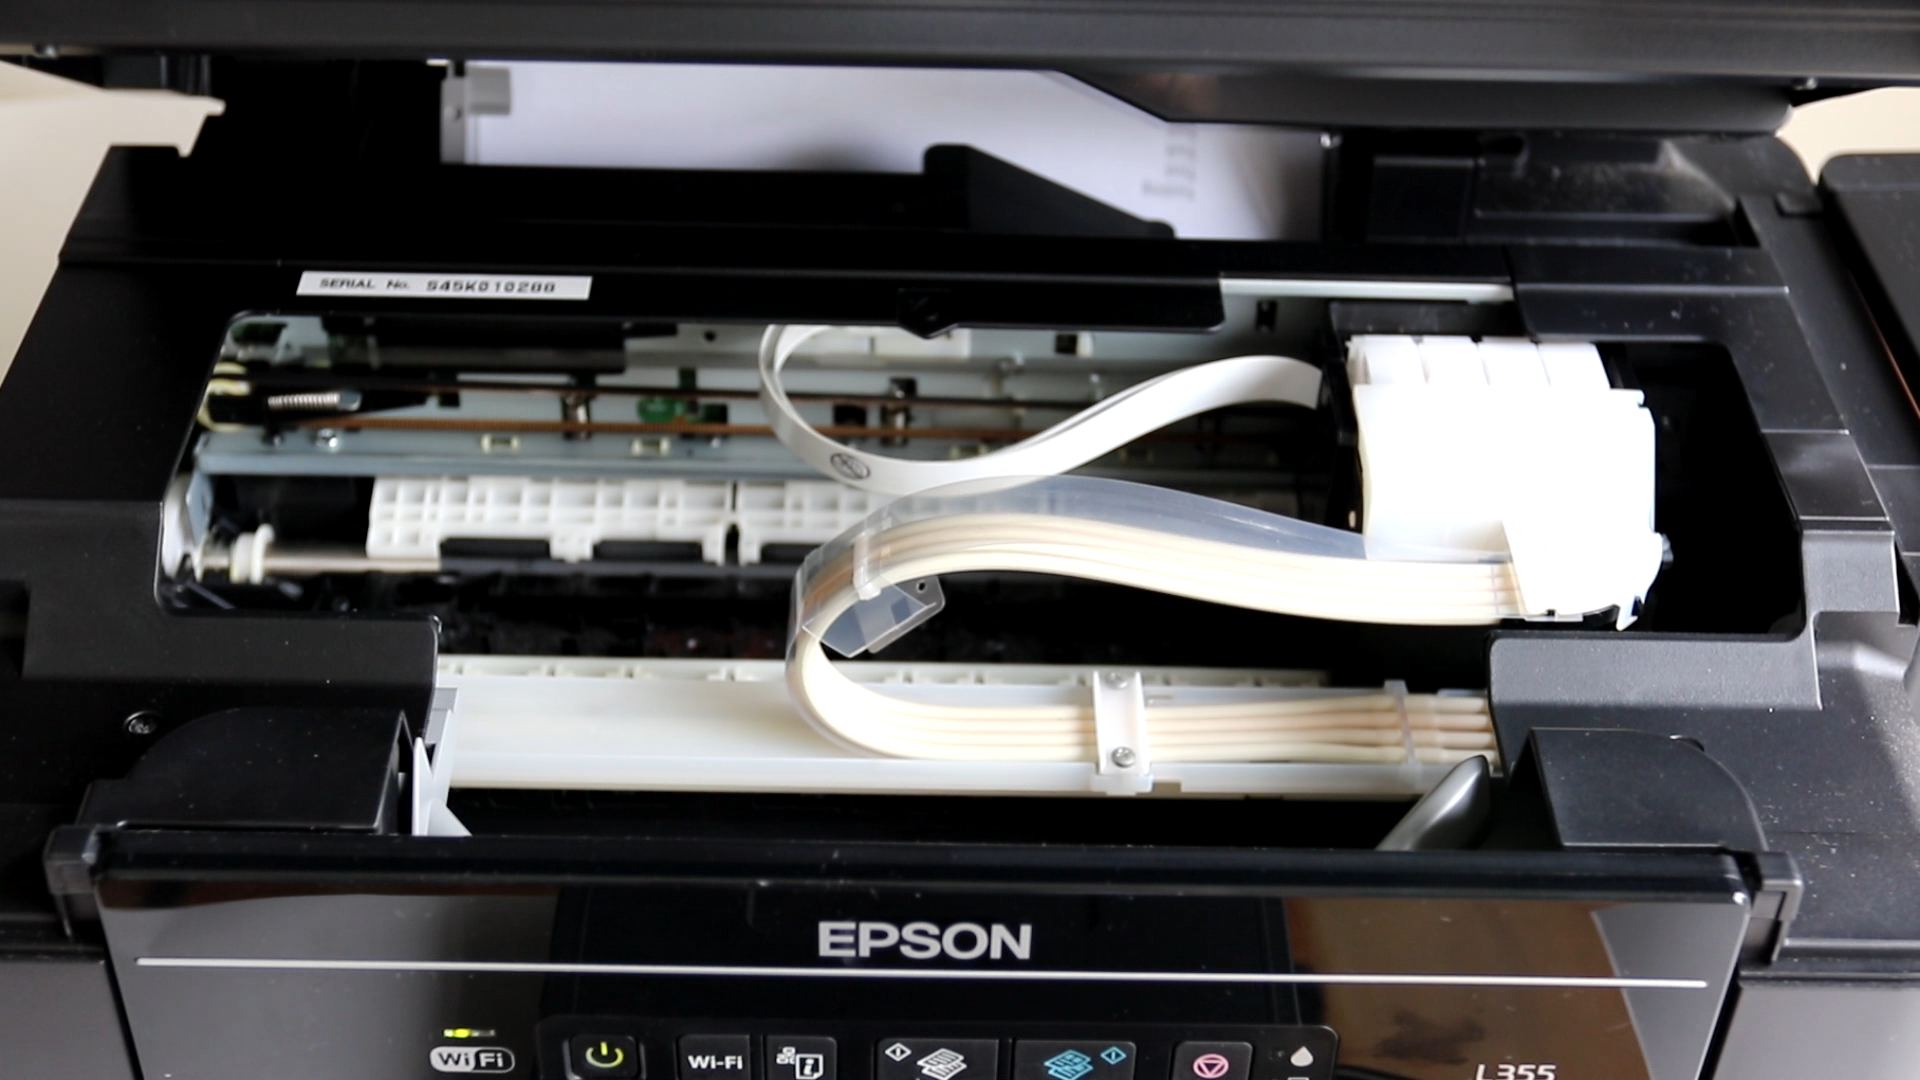 SERIAL No. S45K010288
EPSON
WiFi
Wi-Fi
L355